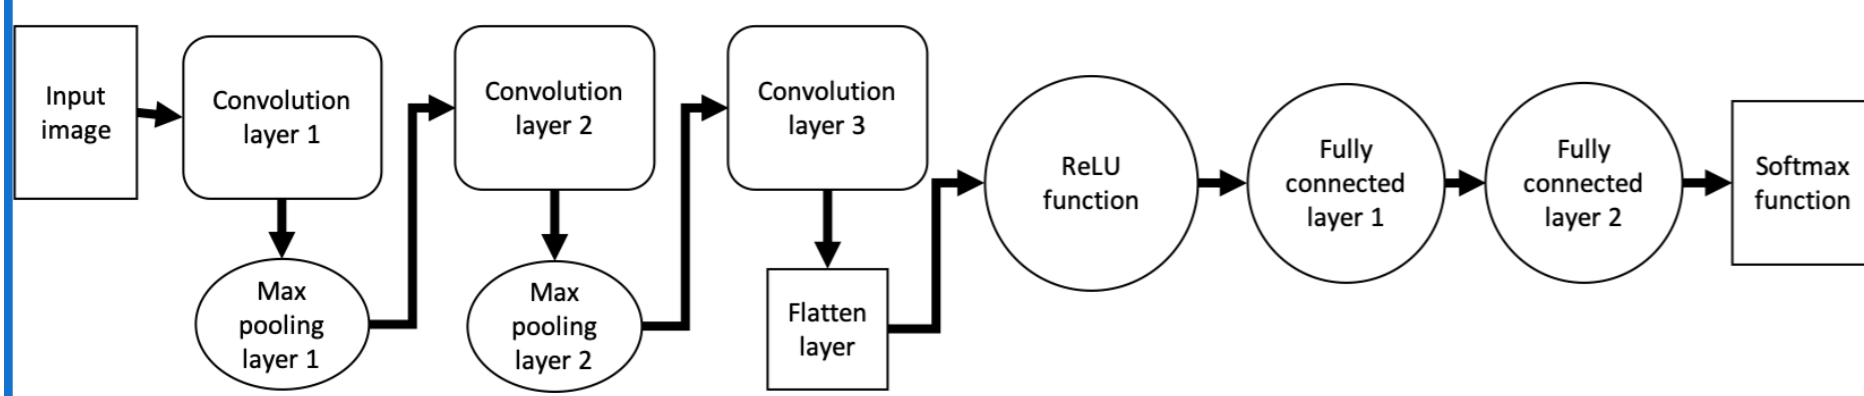 Input
image
Convolution
layer 1
Max
pooling
layer 1
Convolution
layer 2
Max
pooling
layer 2
Convolution
layer 3
Flatten
layer
ReLU
function
Fully
connected
layer 1
Fully
connected
layer 2
Softmax
function